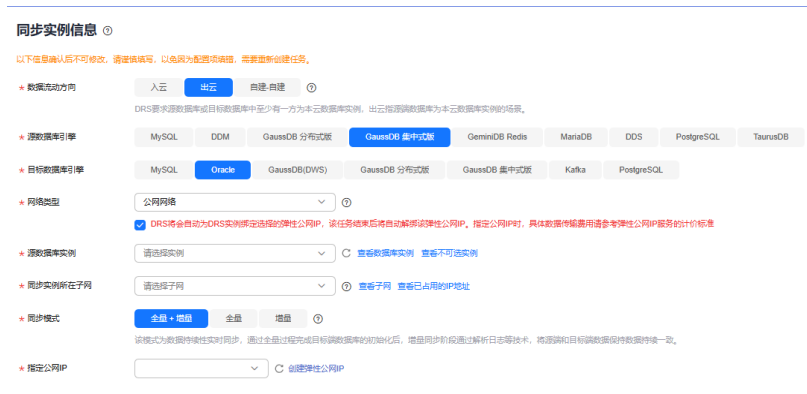 同步实例信息
以下信息确认后不可修改，请谨慎填写，以免因为配置项填错，需要重新创建任务。
* 数据流动方向 入云 出云 自建-自建
DRS要求源数据库或目标数据库中至少有一方为本云数据库实例，出云指源端数据库为本云数据库实例的场景。
* 源数据库引擎 MySQL DDM GaussDB 分布式版 GaussDB 集中式版 GeminiDB Redis MariaDB DDS PostgreSQL TaurusDB
* 目标数据库引擎 MySQL Oracle GaussDB(DWS) GaussDB 分布式版 GaussDB 集中式版 Kafka PostgreSQL
* 网络类型 公网网络
DRS将会自动为DRS实例绑定选择的弹性公网IP，该任务结束后将自动解绑该弹性公网IP。指定公网IP时，具体数据传输费用请参考弹性公网IP服务的计价标准
* 源数据库实例 请选择实例 查看数据库实例 查看不可选实例
* 同步实例所在子网 请选择子网 查看子网 查看已占用的IP地址
* 同步模式 全量+增量 全量 增量
该模式为数据持续性实时同步，通过全量过程完成目标端数据库的初始化后，增量同步阶段通过解析日志等技术，将源端和目标端数据保持数据持续一致。
* 指定公网IP 创建弹性公网IP